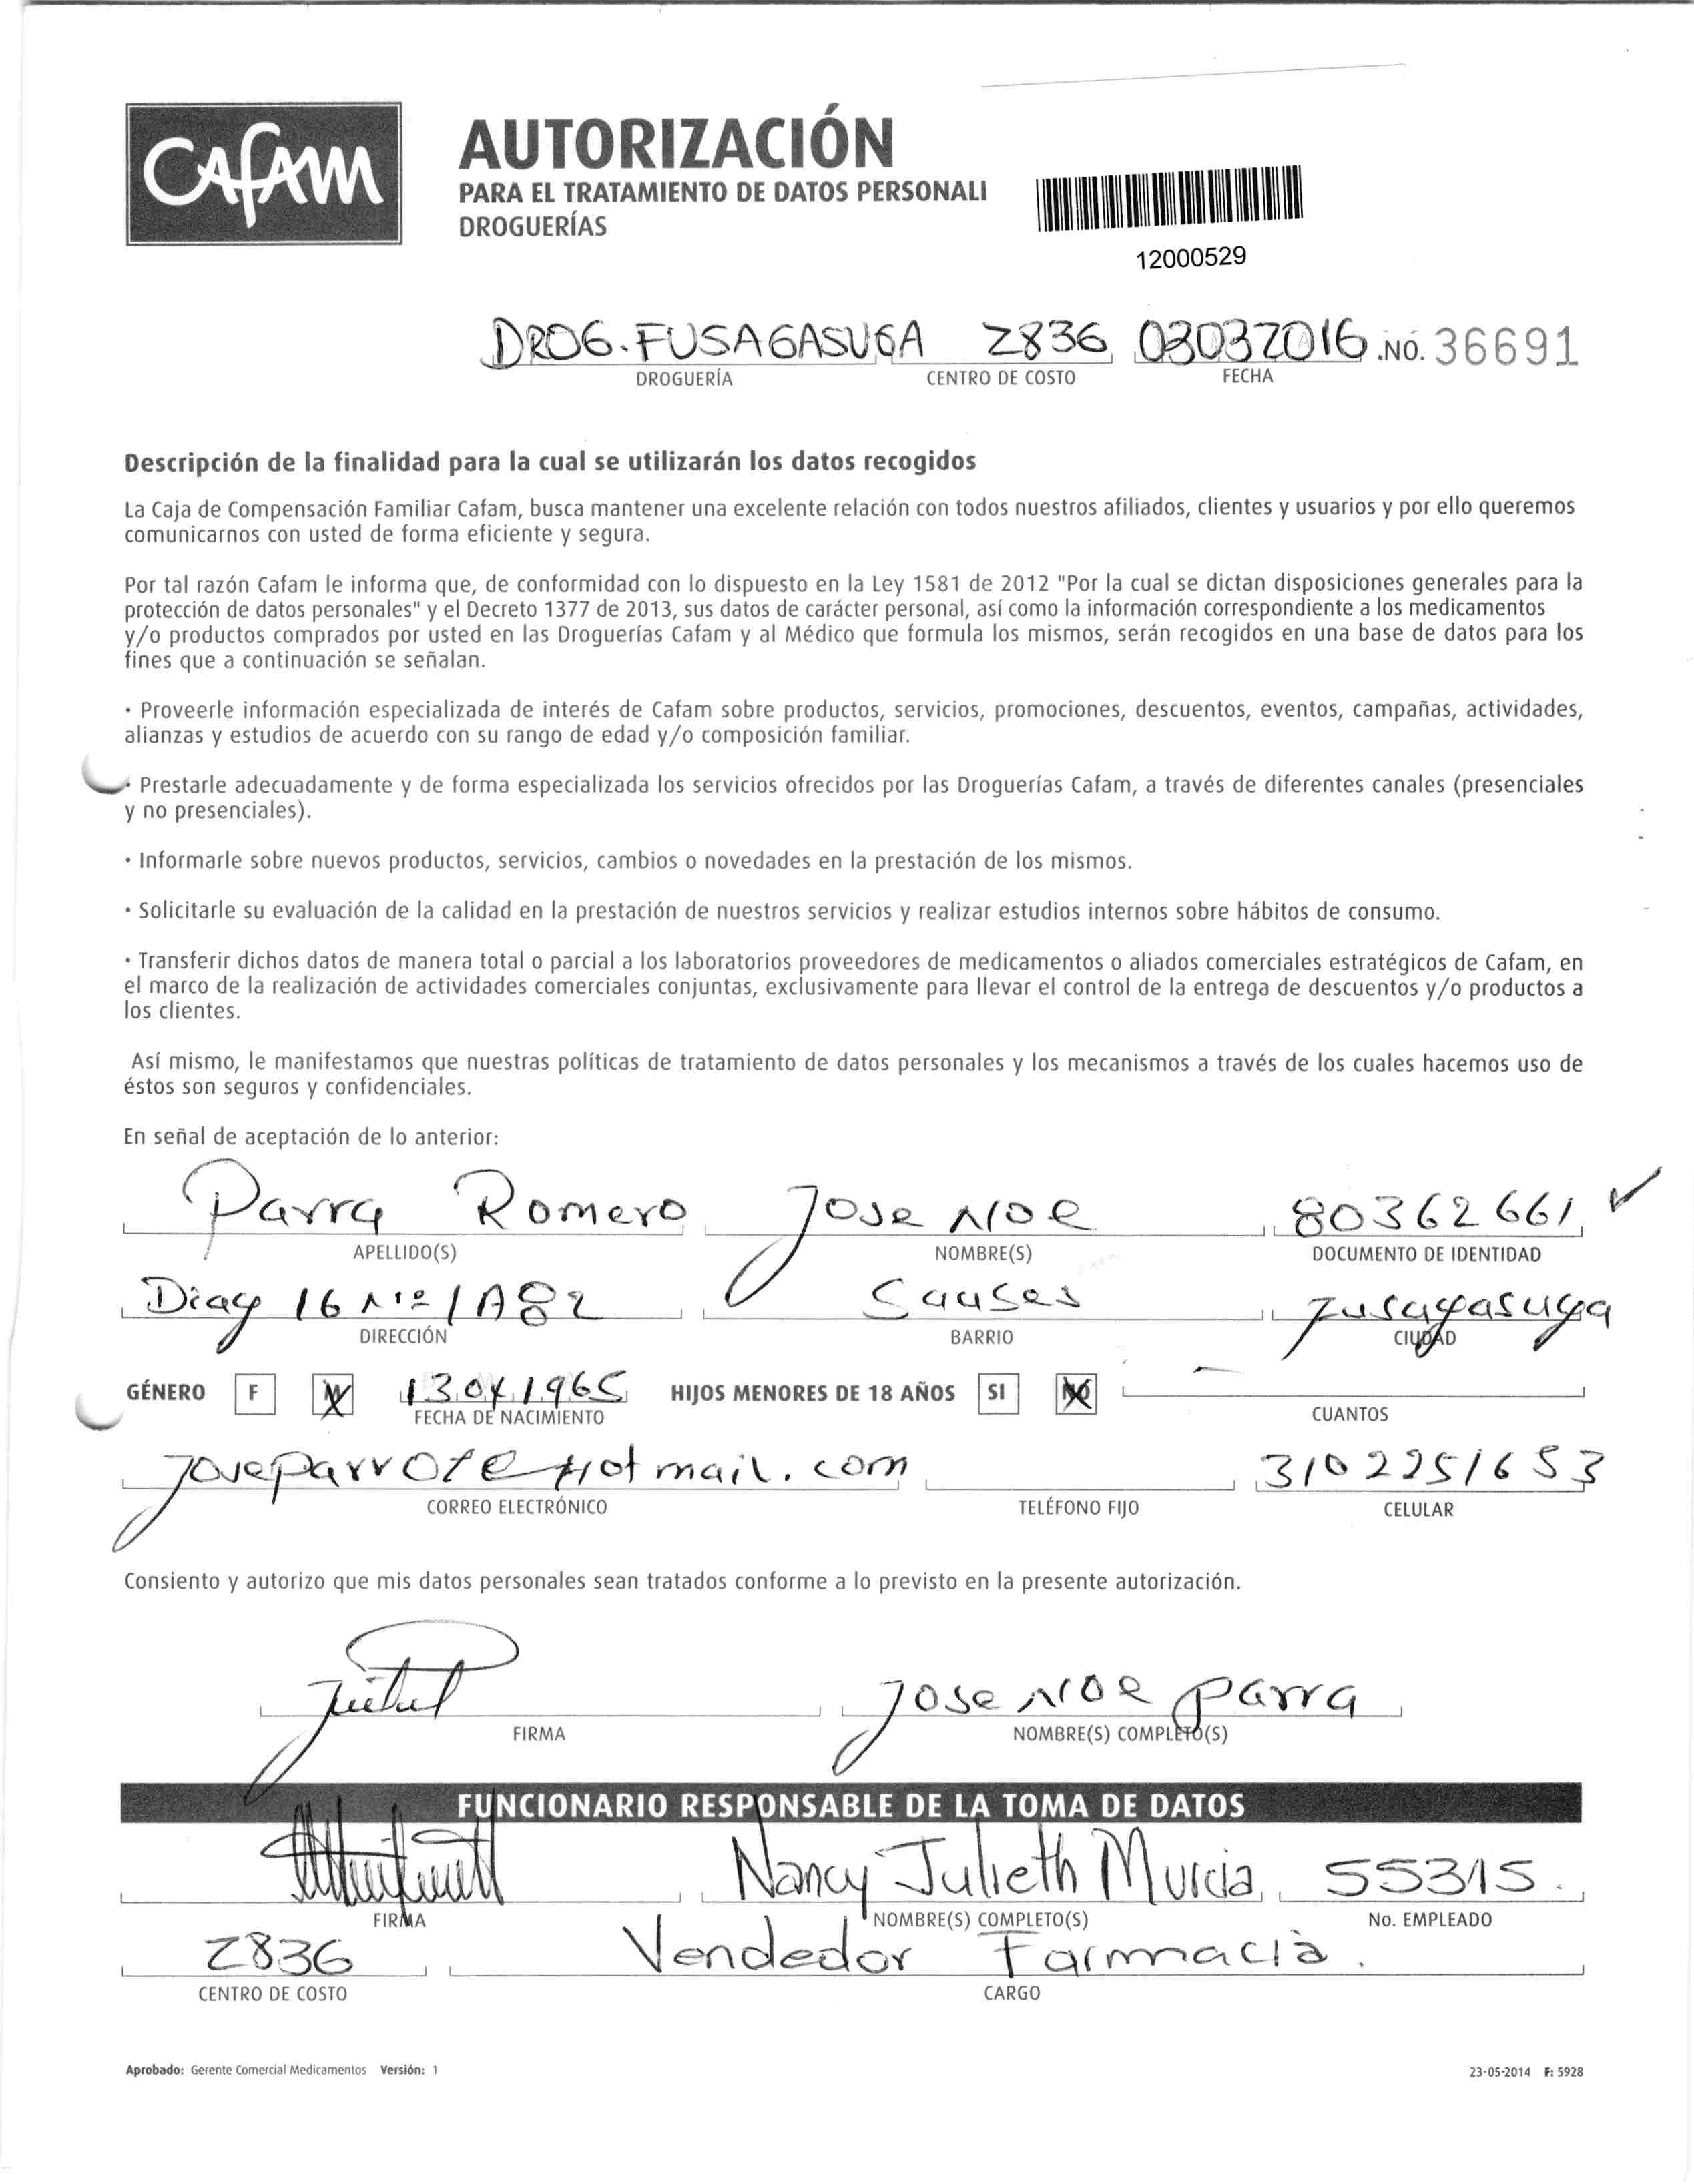 Cafam
AUTORIZACIÓN
PARA EL TRATAMIENTO DE DATOS PERSONALI
DROGUERÍAS
12000529
DROG. FUSAGASUGA 2836 03032016 .NO. 36691
DROGUERÍA CENTRO DE COSTO FECHA
Descripción de la finalidad para la cual se utilizarán los datos recogidos
La Caja de Compensación Familiar Cafam, busca mantener una excelente relación con todos nuestros afiliados, clientes y usuarios y por ello queremos
comunicarnos con usted de forma eficiente y segura.
Por tal razón Cafam le informa que, de conformidad con lo dispuesto en la Ley 1581 de 2012 "Por la cual se dictan disposiciones generales para la
protección de datos personales" y el Decreto 1377 de 2013, sus datos de carácter personal, así como la información correspondiente a los medicamentos
y/o productos comprados por usted en las Droguerías Cafam y al Médico que formula los mismos, serán recogidos en una base de datos para los
fines que a continuación se señalan.
· Proveerle información especializada de interés de Cafam sobre productos, servicios, promociones, descuentos, eventos, campañas, actividades,
alianzas y estudios de acuerdo con su rango de edad y/o composición familiar.
· Prestarle adecuadamente y de forma especializada los servicios ofrecidos por las Droguerías Cafam, a través de diferentes canales (presenciales
y no presenciales).
· Informarle sobre nuevos productos, servicios, cambios o novedades en la prestación de los mismos.
· Solicitarle su evaluación de la calidad en la prestación de nuestros servicios y realizar estudios internos sobre hábitos de consumo.
· Transferir dichos datos de manera total o parcial a los laboratorios proveedores de medicamentos o aliados comerciales estratégicos de Cafam, en
el marco de la realización de actividades comerciales conjuntas, exclusivamente para llevar el control de la entrega de descuentos y/o productos a
los clientes.
Así mismo, le manifestamos que nuestras políticas de tratamiento de datos personales y los mecanismos a través de los cuales hacemos uso de
éstos son seguros y confidenciales.
En señal de aceptación de lo anterior:
Parra Romero Jose Noe 80362661
APELLIDO(S) NOMBRE(S) DOCUMENTO DE IDENTIDAD
Diag 16 Nº 1A82 Sauses Fusagasuga
DIRECCIÓN BARRIO CIUDAD
GÉNERO F M 13041965 HIJOS MENORES DE 18 AÑOS SI NO
FECHA DE NACIMIENTO CUANTOS
@Hotmail.com 3102251653
CORREO ELECTRÓNICO TELÉFONO FIJO CELULAR
Consiento y autorizo que mis datos personales sean tratados conforme a lo previsto en la presente autorización.
Jose Noe Parra
FIRMA NOMBRE(S) COMPLETO(S)
FUNCIONARIO RESPONSABLE DE LA TOMA DE DATOS
Nancy Julieth Murcia 55315.
FIRMA NOMBRE(S) COMPLETO(S) No. EMPLEADO
2836 Vendedor Farmacia.
CENTRO DE COSTO CARGO
Aprobado: Gerente Comercial Medicamentos Versión: 1 23-05-2014 F: 5928